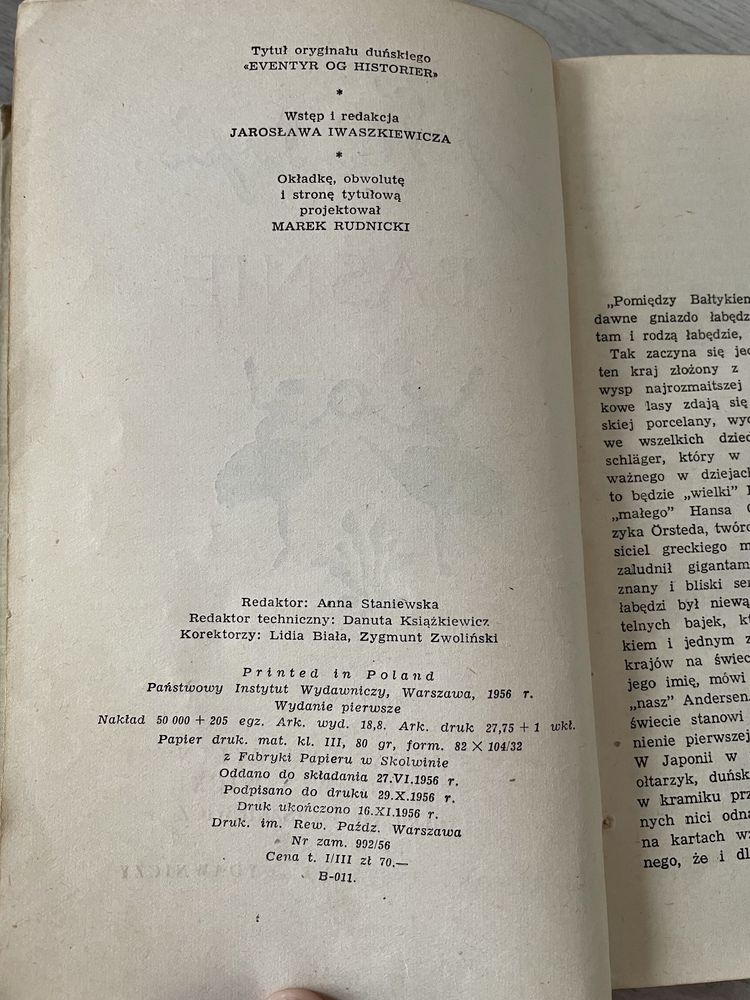 Tytuł oryginału duńskiego
«EVENTYR OG HISTORIER»
*
Wstęp i redakcja
JAROSŁAWA IWASZKIEWICZA
*
Okładkę, obwolutę
i stronę tytułową
projektował
MAREK RUDNICKI
Redaktor: Anna Staniewska
Redaktor techniczny: Danuta Książkiewicz
Korektorzy: Lidia Biała, Zygmunt Zwoliński
Printed in Poland
Państwowy Instytut Wydawniczy, Warszawa, 1956 r.
Wydanie pierwsze
Nakład 50 000 + 205 egz. Ark. wyd. 18,8. Ark. druk 27,75 + 1 wkł.
Papier druk. mat. kl. III, 80 gr, form. 82 × 104/32
z Fabryki Papieru w Skolwinie
Oddano do składania 27.VI.1956 r.
Podpisano do druku 29.X.1956 r.
Druk ukończono 16.XI.1956 r.
Druk. im. Rew. Paźdz. Warszawa
Nr zam. 992/56
Cena t. I/III zł 70.—
B-011.
„Pomiędzy Bałtykiem
dawne gniazdo łabędz
tam i rodzą łabędzie,
Tak zaczyna się jed
ten kraj złożony z
wysp najrozmaitszej
kowe lasy zdają się
skiej porcelany, wyd
we wszelkich dzied
schläger, który w
ważnego w dziejach
to będzie „wielki”
„małego” Hansa
zyka Örsteda, twórc
siciel greckiego m
zaludnił gigantam
znany i bliski ser
łabędzi był niewą
telnych bajek, kt
kiem i jednym z
krajów na świec
jego imię, mówi
„nasz” Andersen.
świecie stanowi
nienie pierwszej
W Japonii w
ołtarzyk, duńsk
w kramiku prz
nych nici odna
na kartach wz
nego, że i dl